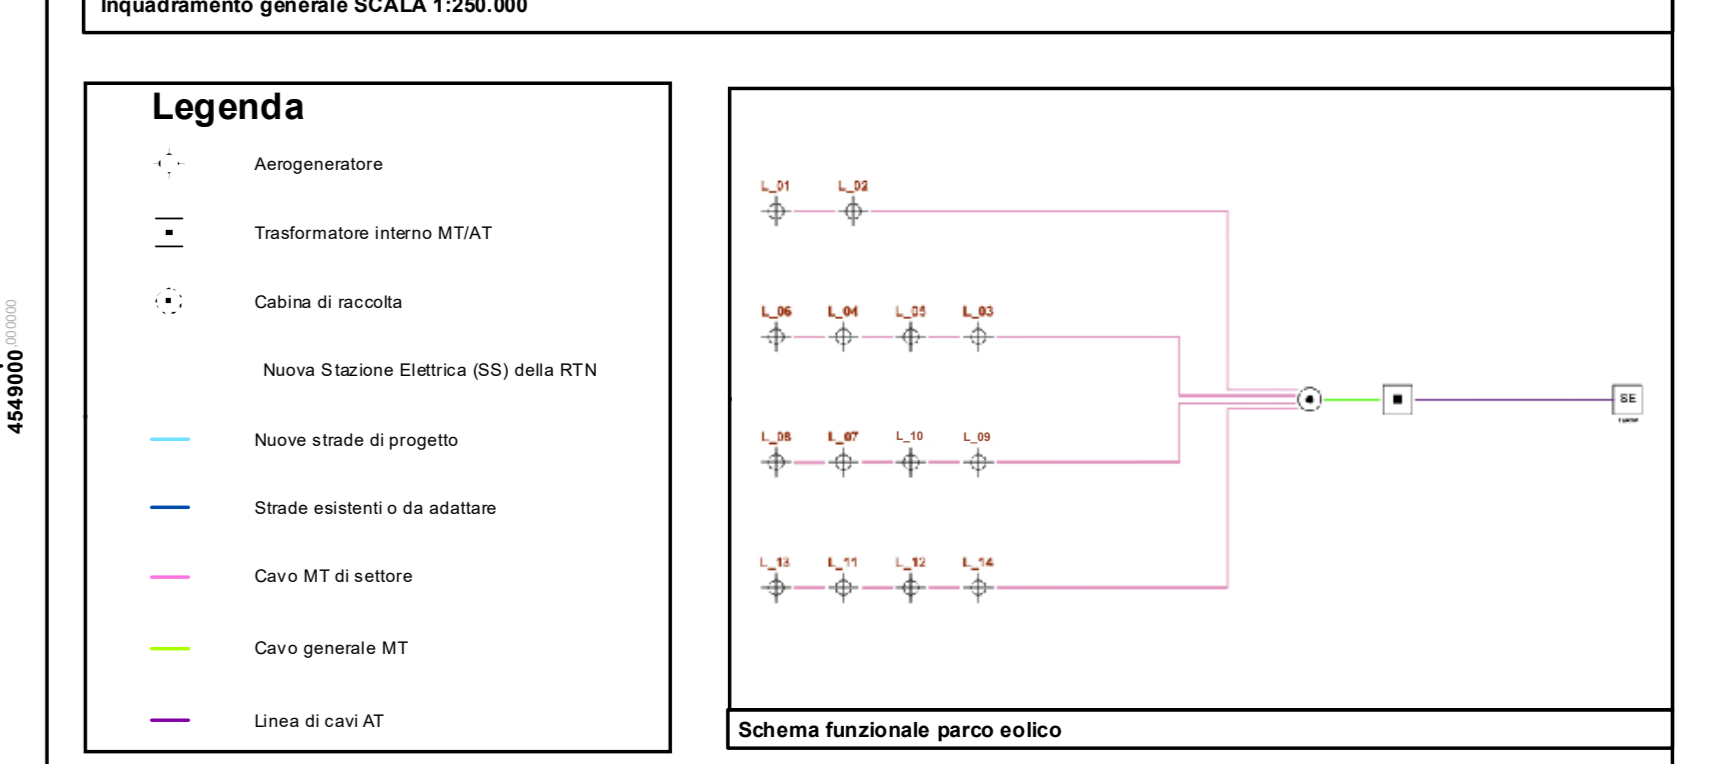 Inquadramento generale SCALA 1:250.000
4549000,000000
Legenda
Aerogeneratore
Trasformatore interno MT/AT
Cabina di raccolta
Nuova Stazione Elettrica (SS) della RTN
Nuove strade di progetto
Strade esistenti o da adattare
Cavo MT di settore
Cavo generale MT
Linea di cavi AT
L_01 L_02
L_06 L_04 L_05 L_03
SE
L_08 L_07 L_10 L_09
L_13 L_11 L_12 L_14
Schema funzionale parco eolico